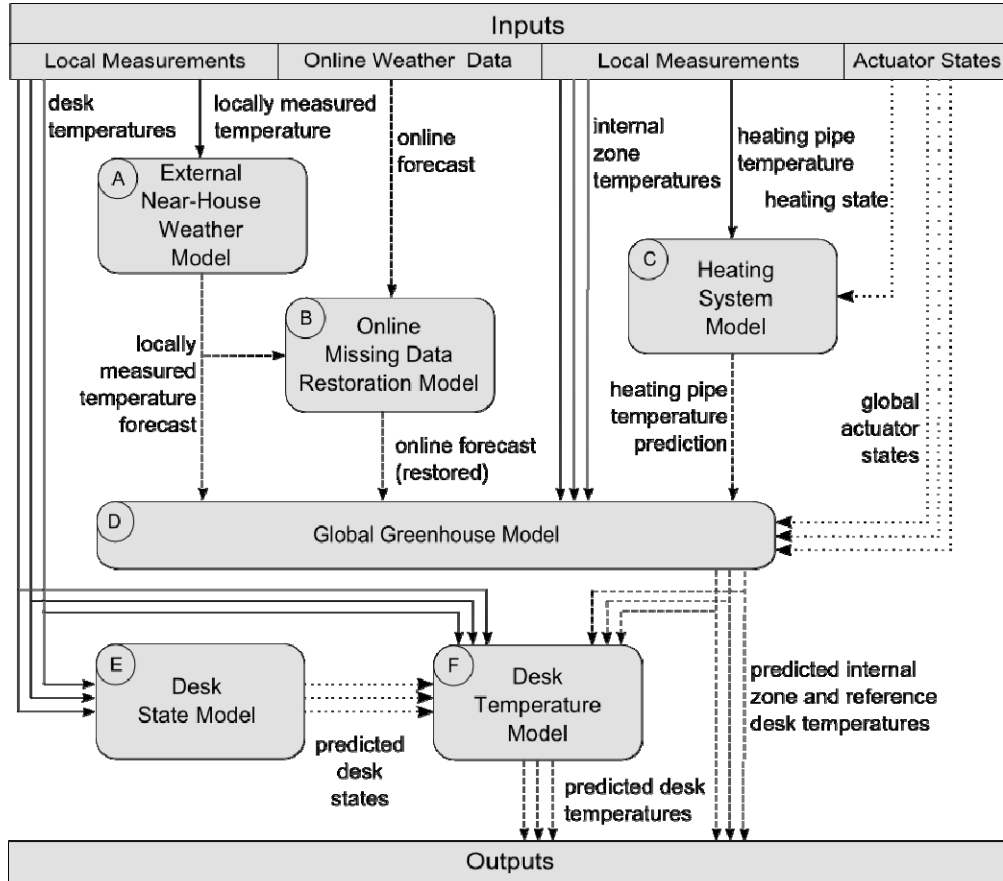 Inputs
Local Measurements
Online Weather Data
Local Measurements
Actuator States
desk
temperatures
locally measured
temperature
online
forecast
internal
zone
temperatures
heating pipe
temperature
heating state
A
External
Near-House
Weather
Model
B
Online
Missing Data
Restoration Model
C
Heating
System
Model
locally
measured
temperature
forecast
online forecast
(restored)
heating pipe
temperature
prediction
global
actuator
states
D
Global Greenhouse Model
E
Desk
State Model
F
Desk
Temperature
Model
predicted
desk
states
predicted internal
zone and reference
desk temperatures
predicted desk
temperatures
Outputs